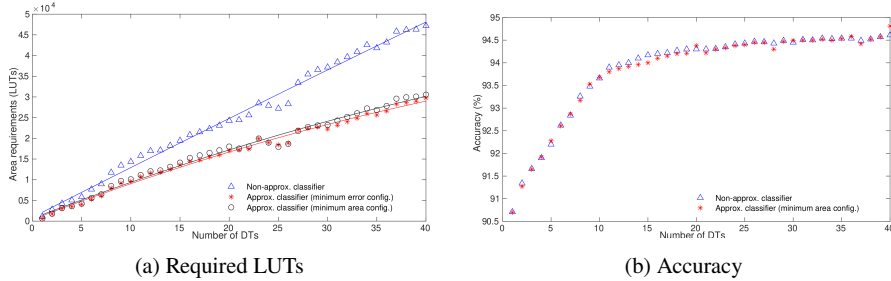 ×10⁴
5
4.5
4
3.5
3
2.5
2
1.5
1
0.5
0
Area requirements (LUTs)
Non-approx. classifier
Approx. classifier (minimum error config.)
Approx. classifier (minimum area config.)
0 5 10 15 20 25 30 35 40
Number of DTs
(a) Required LUTs
95
94.5
94
93.5
93
92.5
92
91.5
91
90.5
Accuracy (%)
Non-approx. classifier
Approx. classifier (minimum area config.)
0 5 10 15 20 25 30 35 40
Number of DTs
(b) Accuracy